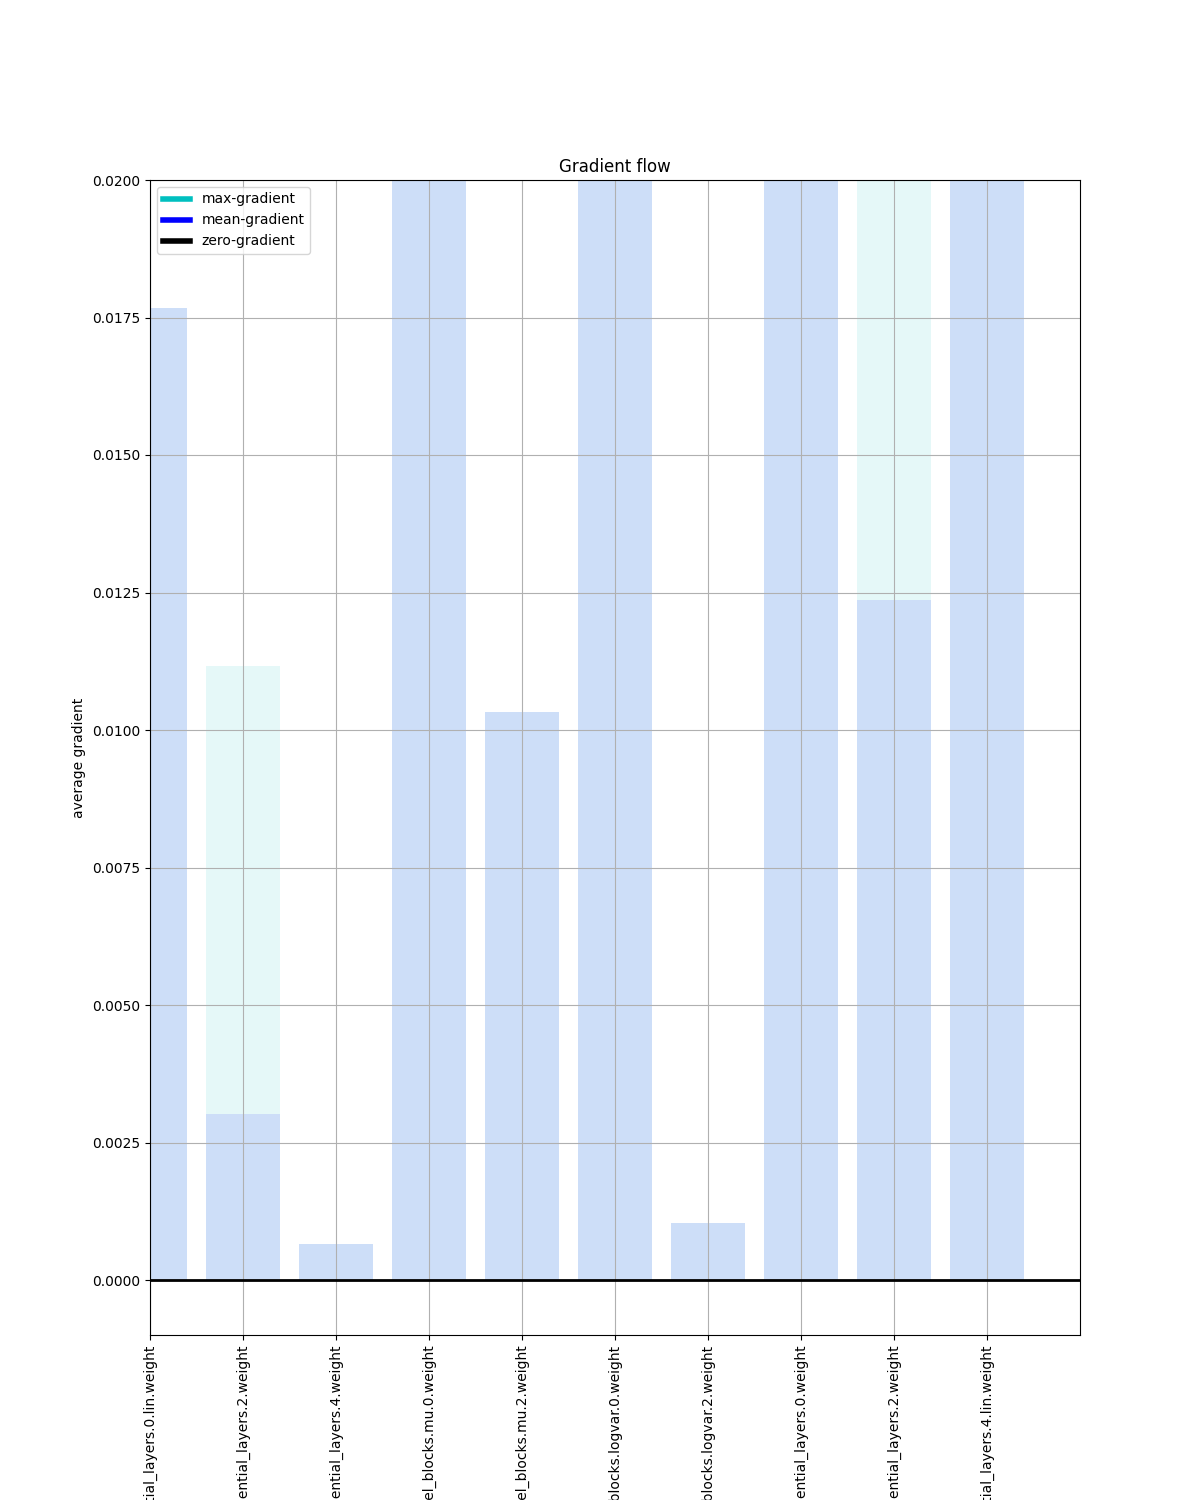 Gradient flow
max-gradient
mean-gradient
zero-gradient
0.0200
0.0175
0.0150
0.0125
0.0100
0.0075
0.0050
0.0025
0.0000
average gradient
tial_layers.0.lin.weight
ential_layers.2.weight
ential_layers.4.weight
el_blocks.mu.0.weight
el_blocks.mu.2.weight
blocks.logvar.0.weight
blocks.logvar.2.weight
ential_layers.0.weight
ential_layers.2.weight
tial_layers.4.lin.weight